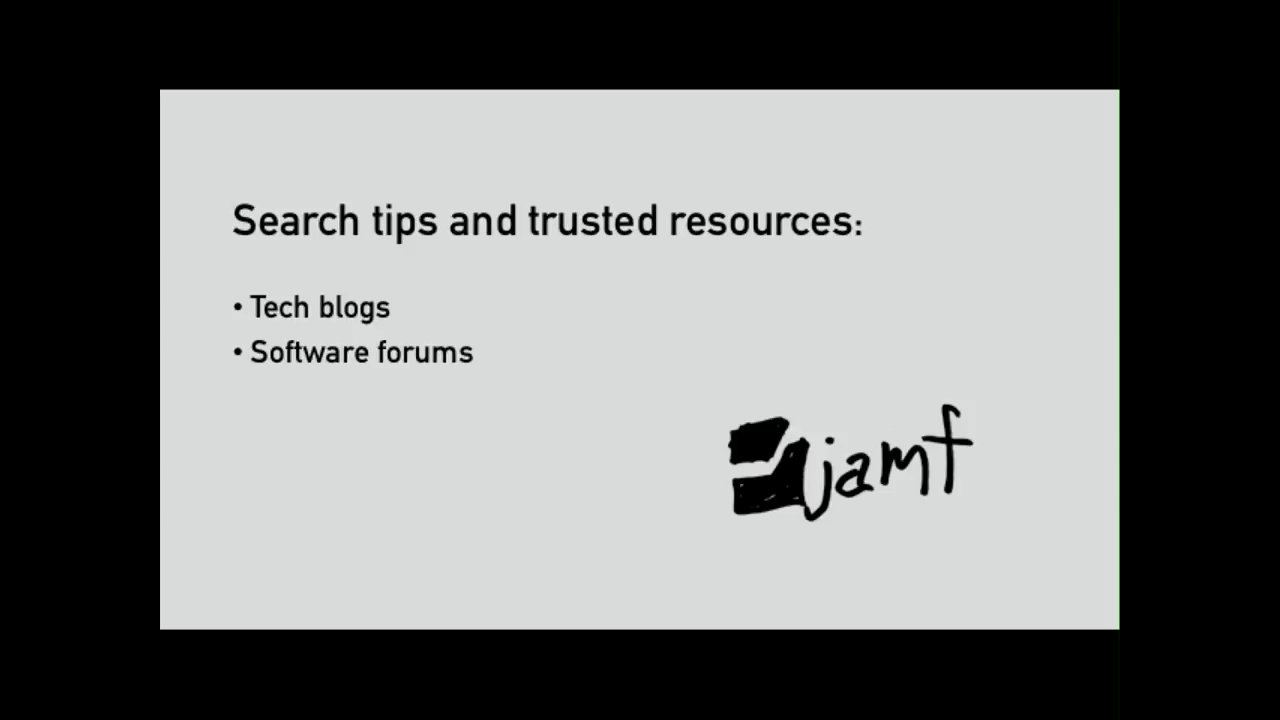 Search tips and trusted resources:
• Tech blogs
• Software forums
jamf